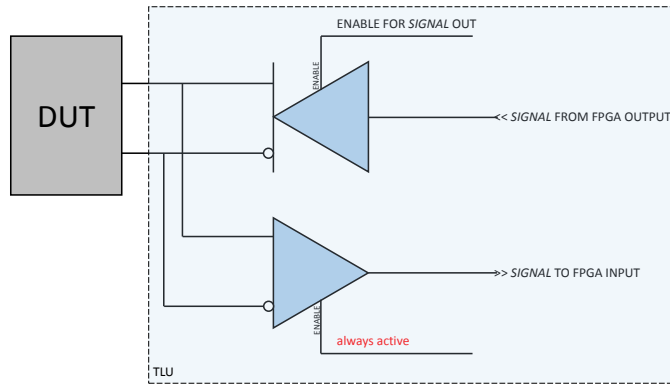 ENABLE FOR SIGNAL OUT
ENABLE
DUT
<< SIGNAL FROM FPGA OUTPUT
>> SIGNAL TO FPGA INPUT
ENABLE
always active
TLU